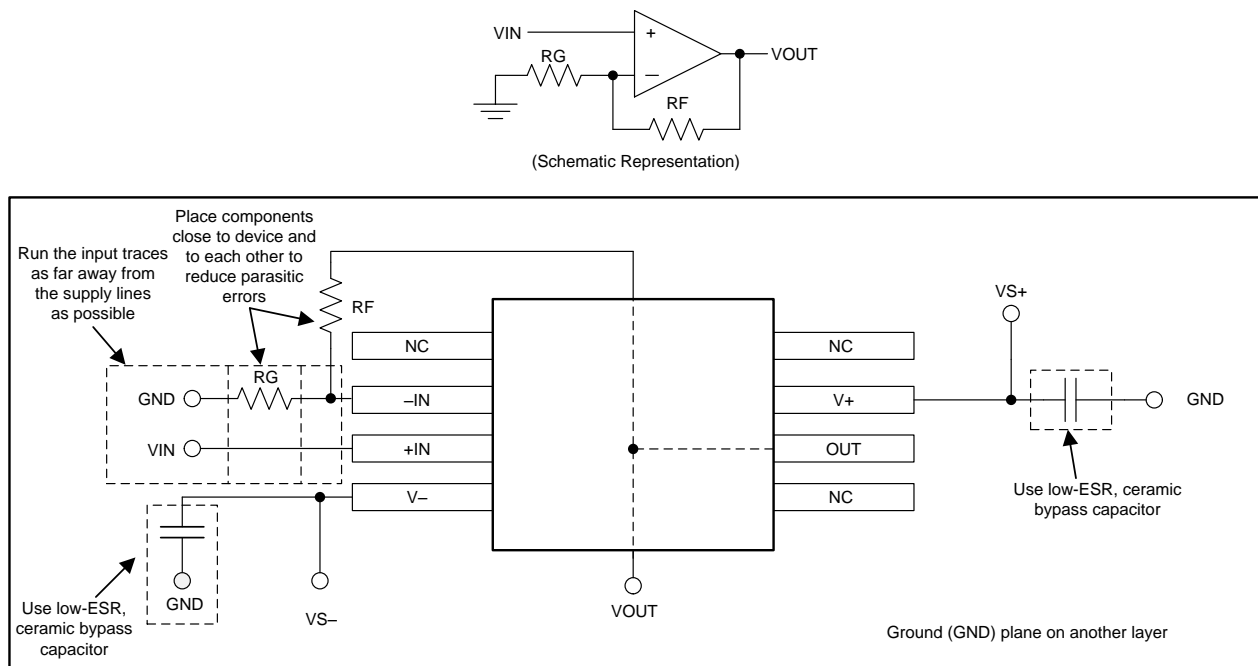 VIN
+
RG
VOUT
−
RF
(Schematic Representation)
Place components
close to device and
to each other to
reduce parasitic
errors
Run the input traces
as far away from
the supply lines
as possible
RF
VS+
NC
NC
RG
GND
–IN
V+
GND
VIN
+IN
OUT
V–
NC
Use low-ESR, ceramic
bypass capacitor
GND
VS–
VOUT
Use low-ESR,
ceramic bypass
capacitor
Ground (GND) plane on another layer